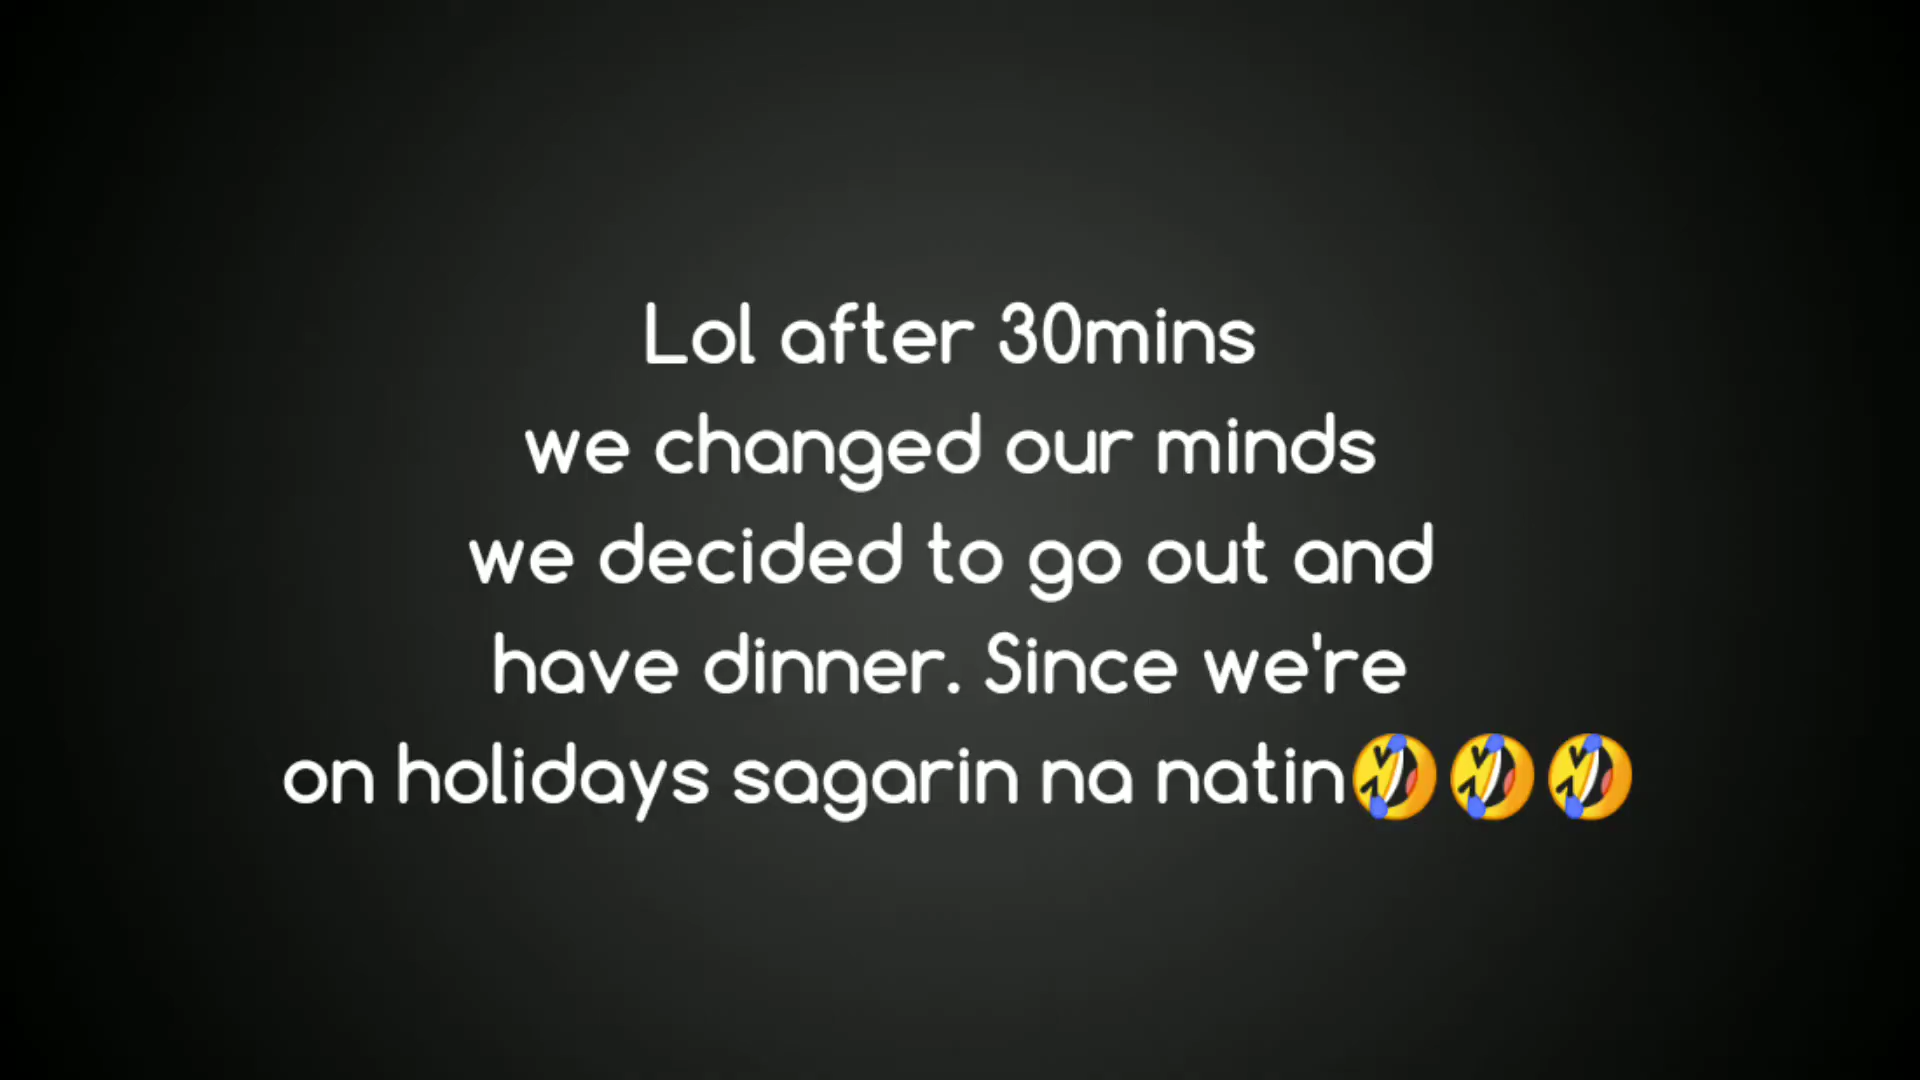 Lol after 30mins
we changed our minds
we decided to go out and
have dinner. Since we're
on holidays sagarin na natin🤣🤣🤣